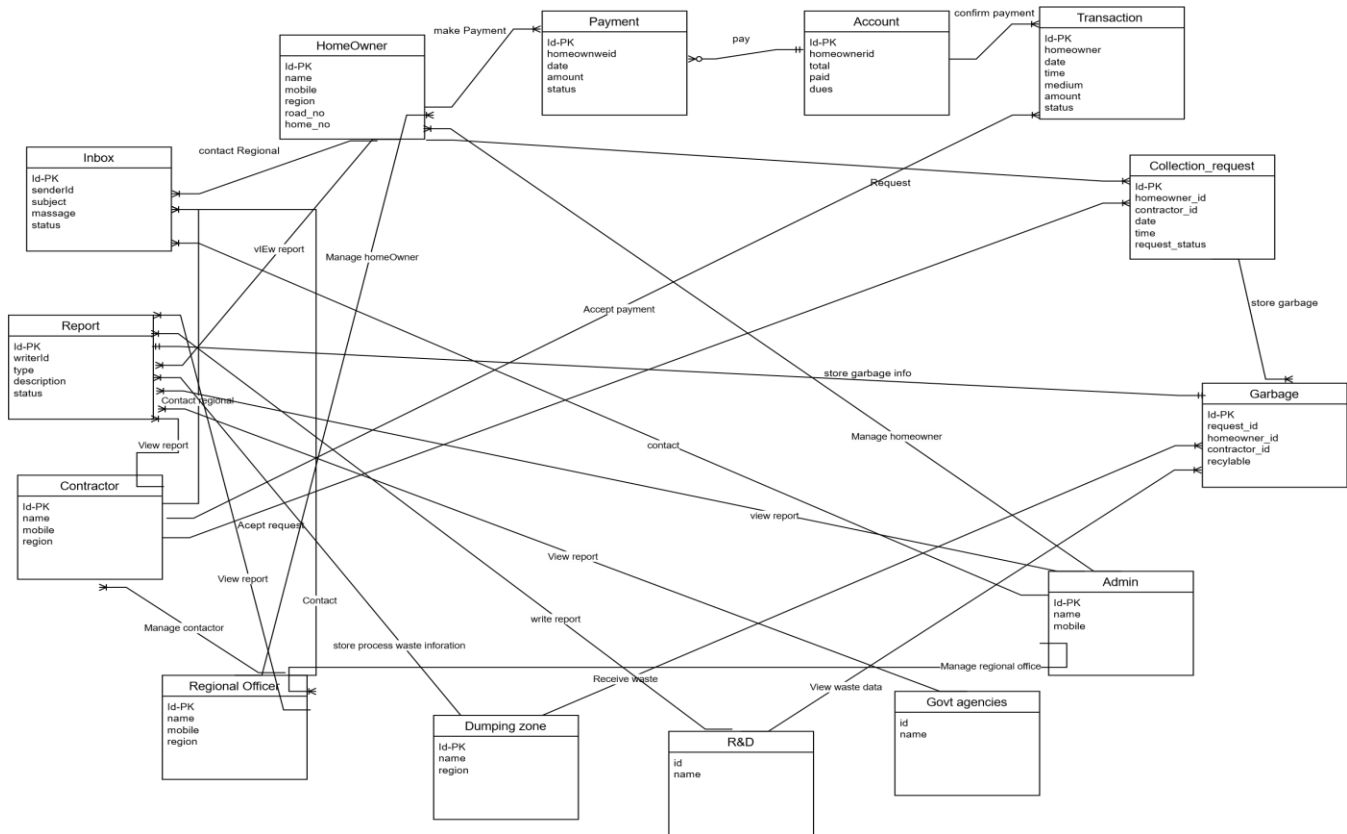 Payment
Id-PK
homeownweid
date
amount
status
Account
Id-PK
homeownerid
total
paid
dues
confirm payment
Transaction
Id-PK
homeowner
date
time
medium
amount
status
make Payment
pay
HomeOwner
Id-PK
name
mobile
region
road_no
home_no
contact Regional
Inbox
Id-PK
senderId
subject
massage
status
Request
Collection_request
Id-PK
homeowner_id
contractor_id
date
time
request_status
vIEw report
Manage homeOwner
Accept payment
store garbage
Report
Id-PK
writerId
type
description
status
store garbage info
Contact regional
Garbage
Id-PK
request_id
homeowner_id
contractor_id
recylable
View report
contact
Manage homeowner
Contractor
Id-PK
name
mobile
region
Acept request
view report
View report
View report
Contact
Admin
Id-PK
name
mobile
Manage contactor
write report
store process waste inforation
Manage regional office
Receive waste
View waste data
Regional Officer
Id-PK
name
mobile
region
Dumping zone
Id-PK
name
region
R&D
id
name
Govt agencies
id
name